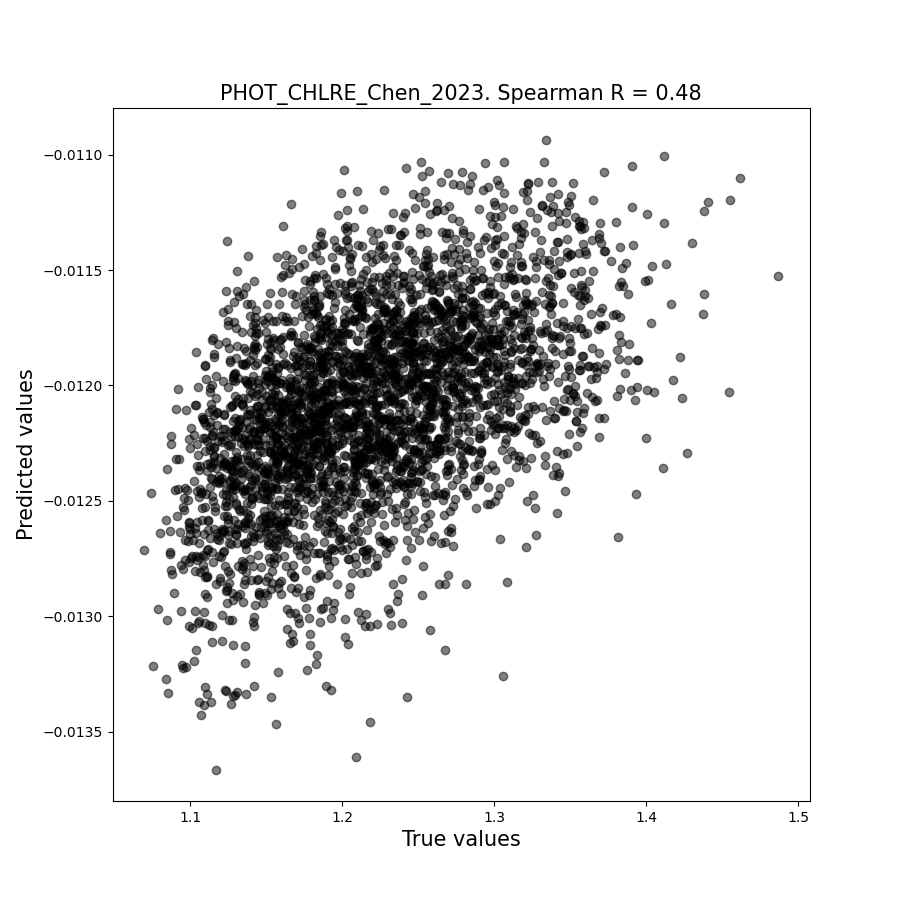 PHOT_CHLRE_Chen_2023. Spearman R = 0.48
−0.0110
−0.0115
−0.0120
−0.0125
−0.0130
−0.0135
Predicted values
1.1 1.2 1.3 1.4 1.5
True values